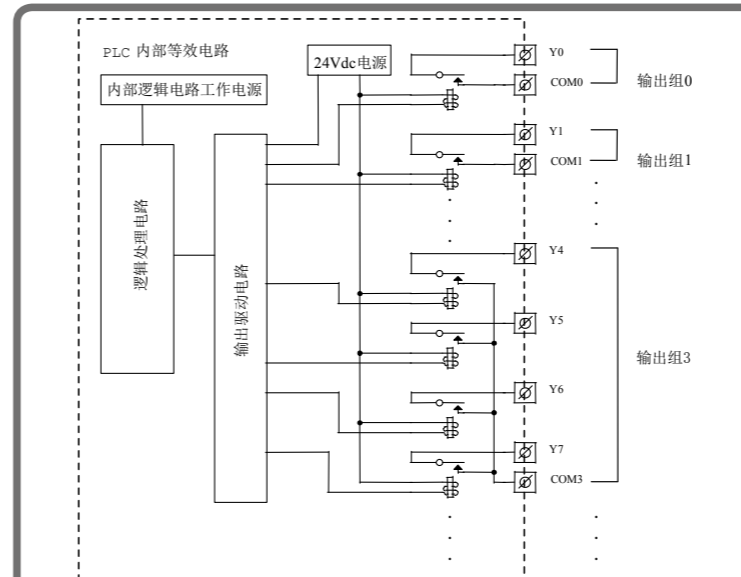 PLC 内部等效电路
24Vdc电源
内部逻辑电路工作电源
逻辑处理电路
输出驱动电路
Y0
COM0
输出组0
Y1
COM1
输出组1
Y4
Y5
Y6
Y7
COM3
输出组3